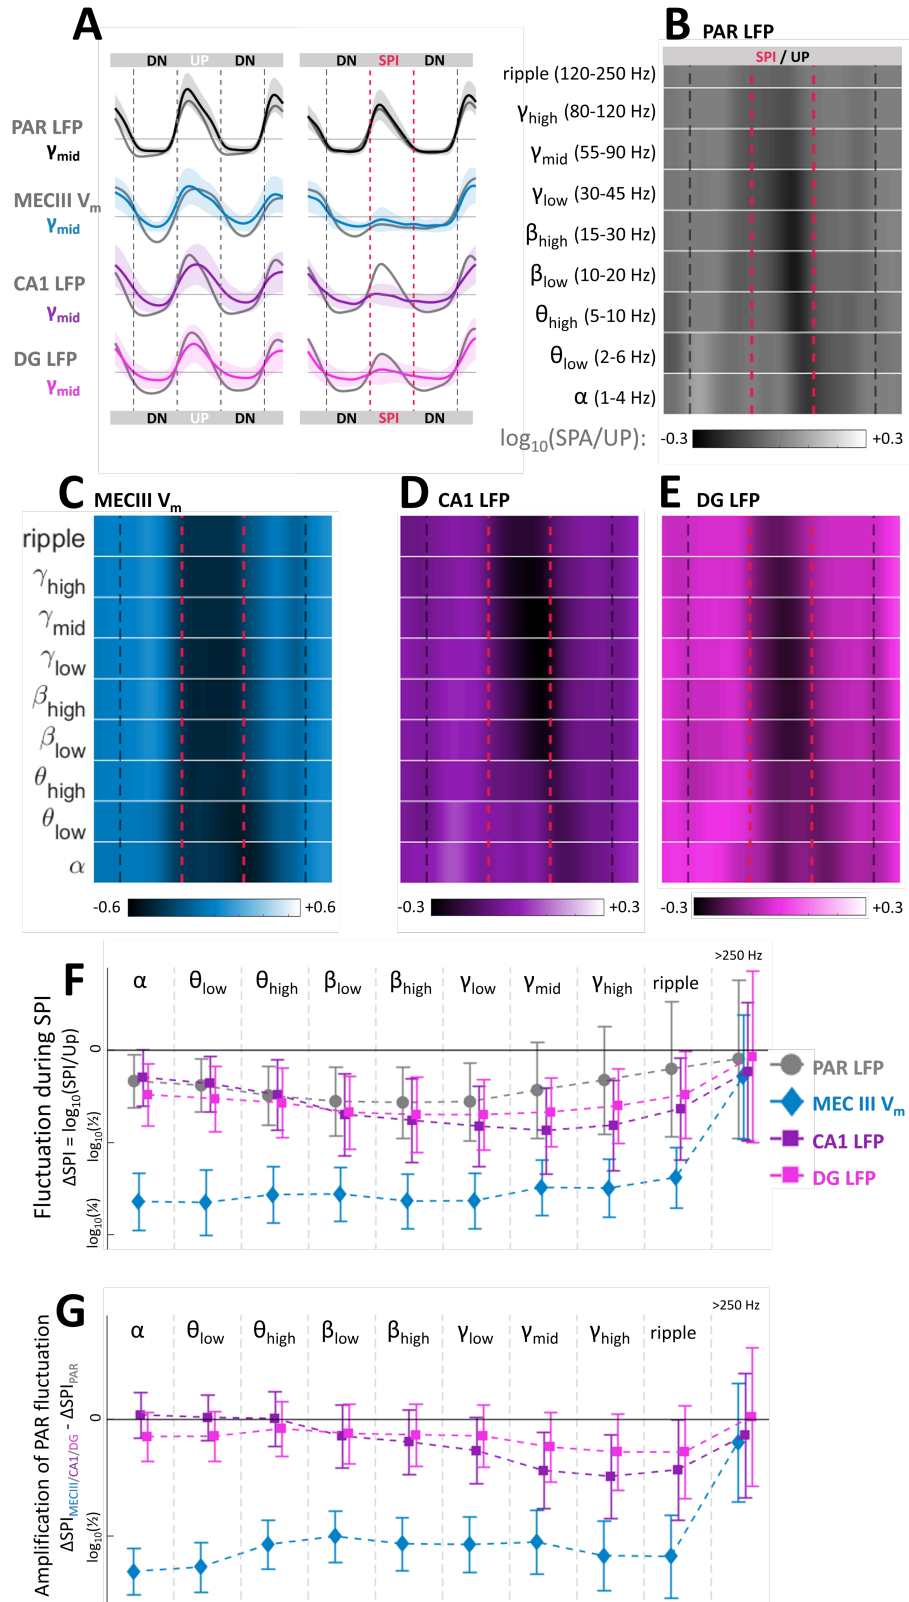 A
DN UP DN
DN SPI DN
PAR LFP
γmid
MECIII Vm
γmid
CA1 LFP
γmid
DG LFP
γmid
DN UP DN
DN SPI DN
B PAR LFP
SPI / UP
ripple (120-250 Hz)
γhigh (80-120 Hz)
γmid (55-90 Hz)
γlow (30-45 Hz)
βhigh (15-30 Hz)
βlow (10-20 Hz)
θhigh (5-10 Hz)
θlow (2-6 Hz)
α (1-4 Hz)
log10(SPA/UP): -0.3 +0.3
C MECIII Vm
ripple
γhigh
γmid
γlow
βhigh
βlow
θhigh
θlow
α
-0.6 +0.6
D CA1 LFP
-0.3 +0.3
E DG LFP
-0.3 +0.3
F
Fluctuation during SPI
ΔSPI = log10(SPI/Up)
0
log10(½)
log10(¼)
α θlow θhigh βlow βhigh γlow γmid γhigh ripple >250 Hz
PAR LFP
MEC III Vm
CA1 LFP
DG LFP
G
Amplification of PAR fluctuation
ΔSPIMECIII/CA1/DG - ΔSPIPAR
0
log10(½)
α θlow θhigh βlow βhigh γlow γmid γhigh ripple >250 Hz